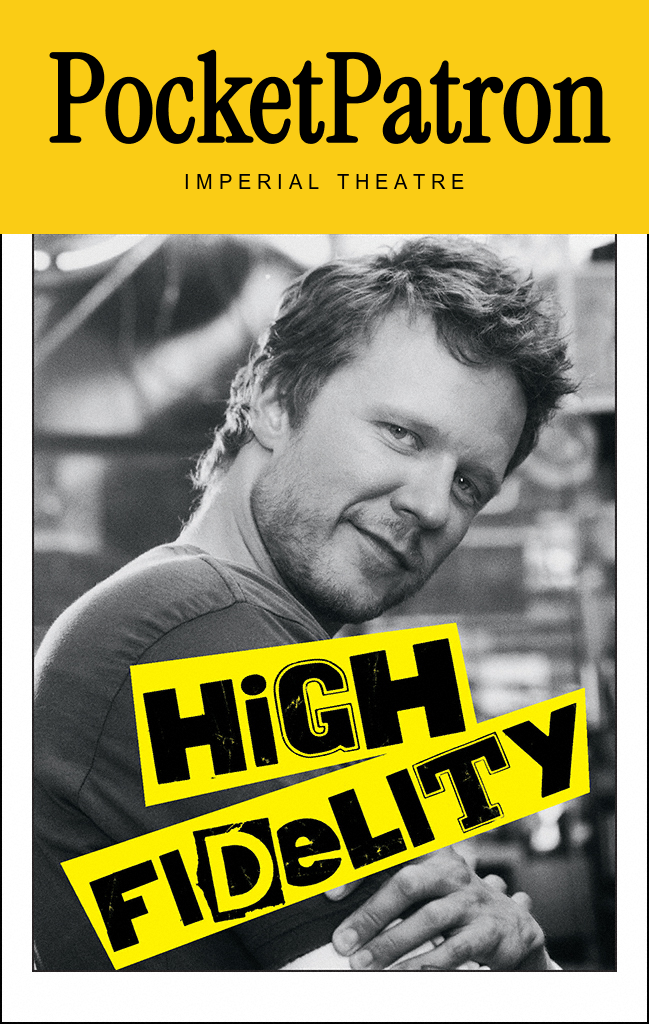 PocketPatron
IMPERIAL THEATRE
HiGH
FIDeLITY